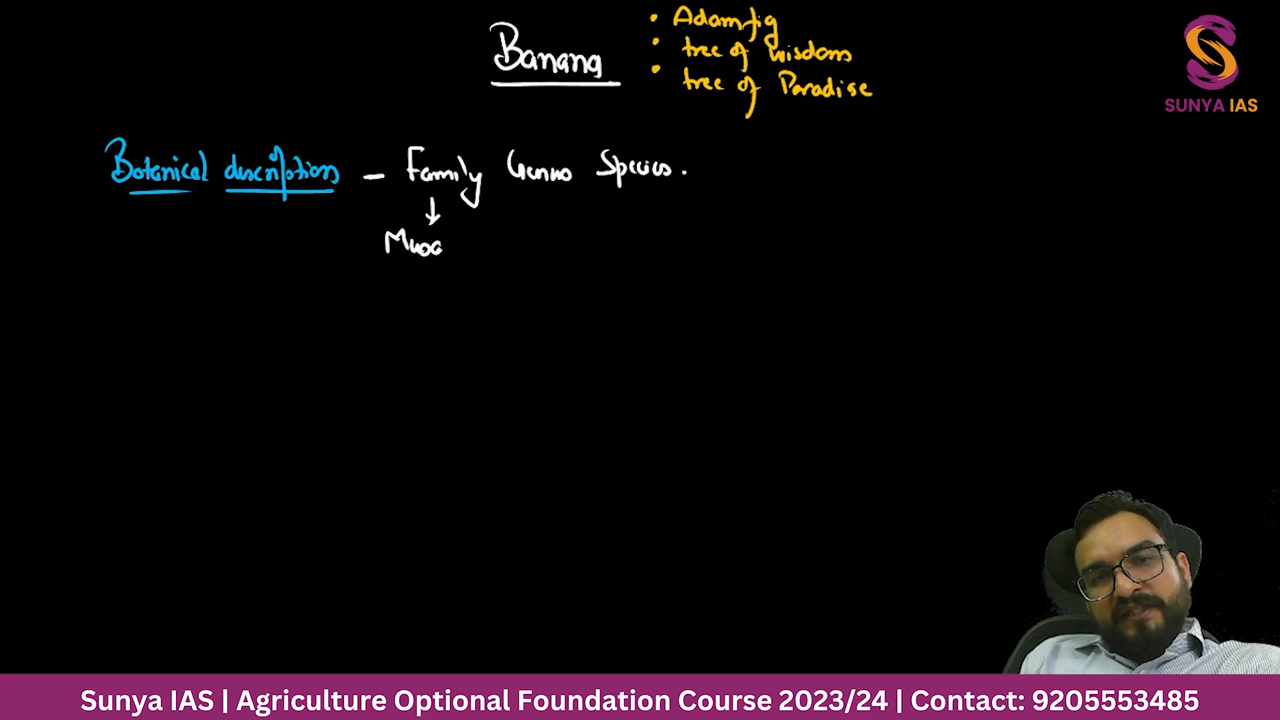 Banana
• Adam fig
• tree of wisdom
• tree of Paradise
SUNYA IAS
Botanical descriptions – Family Genus Species.
↓
Musa
Sunya IAS | Agriculture Optional Foundation Course 2023/24 | Contact: 9205553485